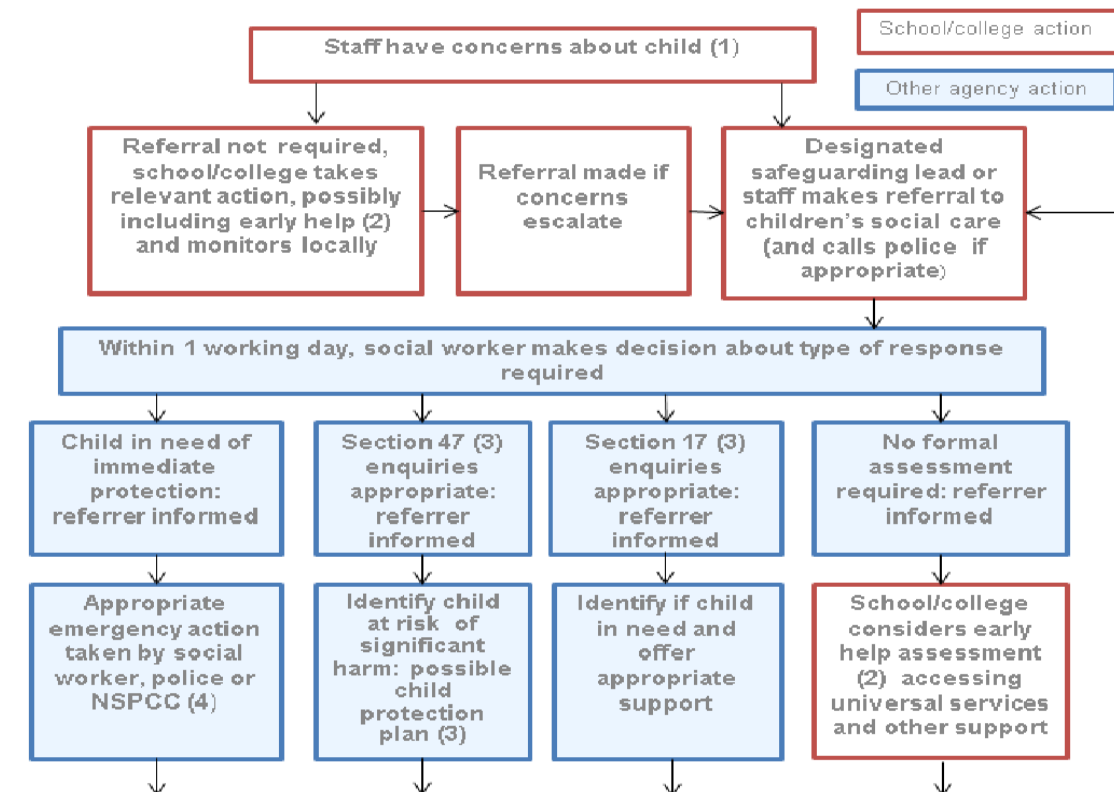 School/college action
Staff have concerns about child (1)
Other agency action
Referral not required,
school/college takes
relevant action, possibly
including early help (2)
and monitors locally
Referral made if
concerns
escalate
Designated
safeguarding lead or
staff makes referral to
children's social care
(and calls police if
appropriate)
Within 1 working day, social worker makes decision about type of response
required
Child in need of
immediate
protection:
referrer informed
Section 47 (3)
enquiries
appropriate:
referrer
informed
Section 17 (3)
enquiries
appropriate:
referrer
informed
No formal
assessment
required: referrer
informed
Appropriate
emergency action
taken by social
worker, police or
NSPCC (4)
Identify child
at risk of
significant
harm: possible
child
protection
plan (3)
Identify if child
in need and
offer
appropriate
support
School/college
considers early
help assessment
(2) accessing
universal services
and other support